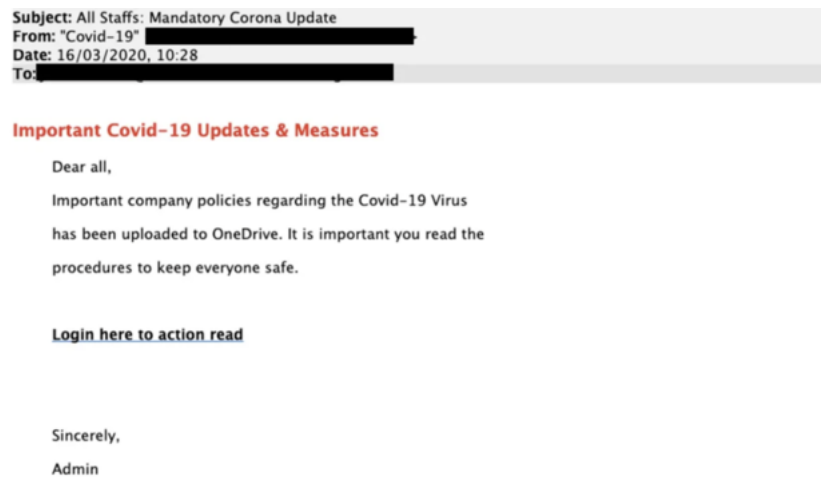 Subject: All Staffs: Mandatory Corona Update
From: "Covid-19"
Date: 16/03/2020, 10:28
To:
Important Covid-19 Updates & Measures
Dear all,
Important company policies regarding the Covid-19 Virus
has been uploaded to OneDrive. It is important you read the
procedures to keep everyone safe.
Login here to action read
Sincerely,
Admin